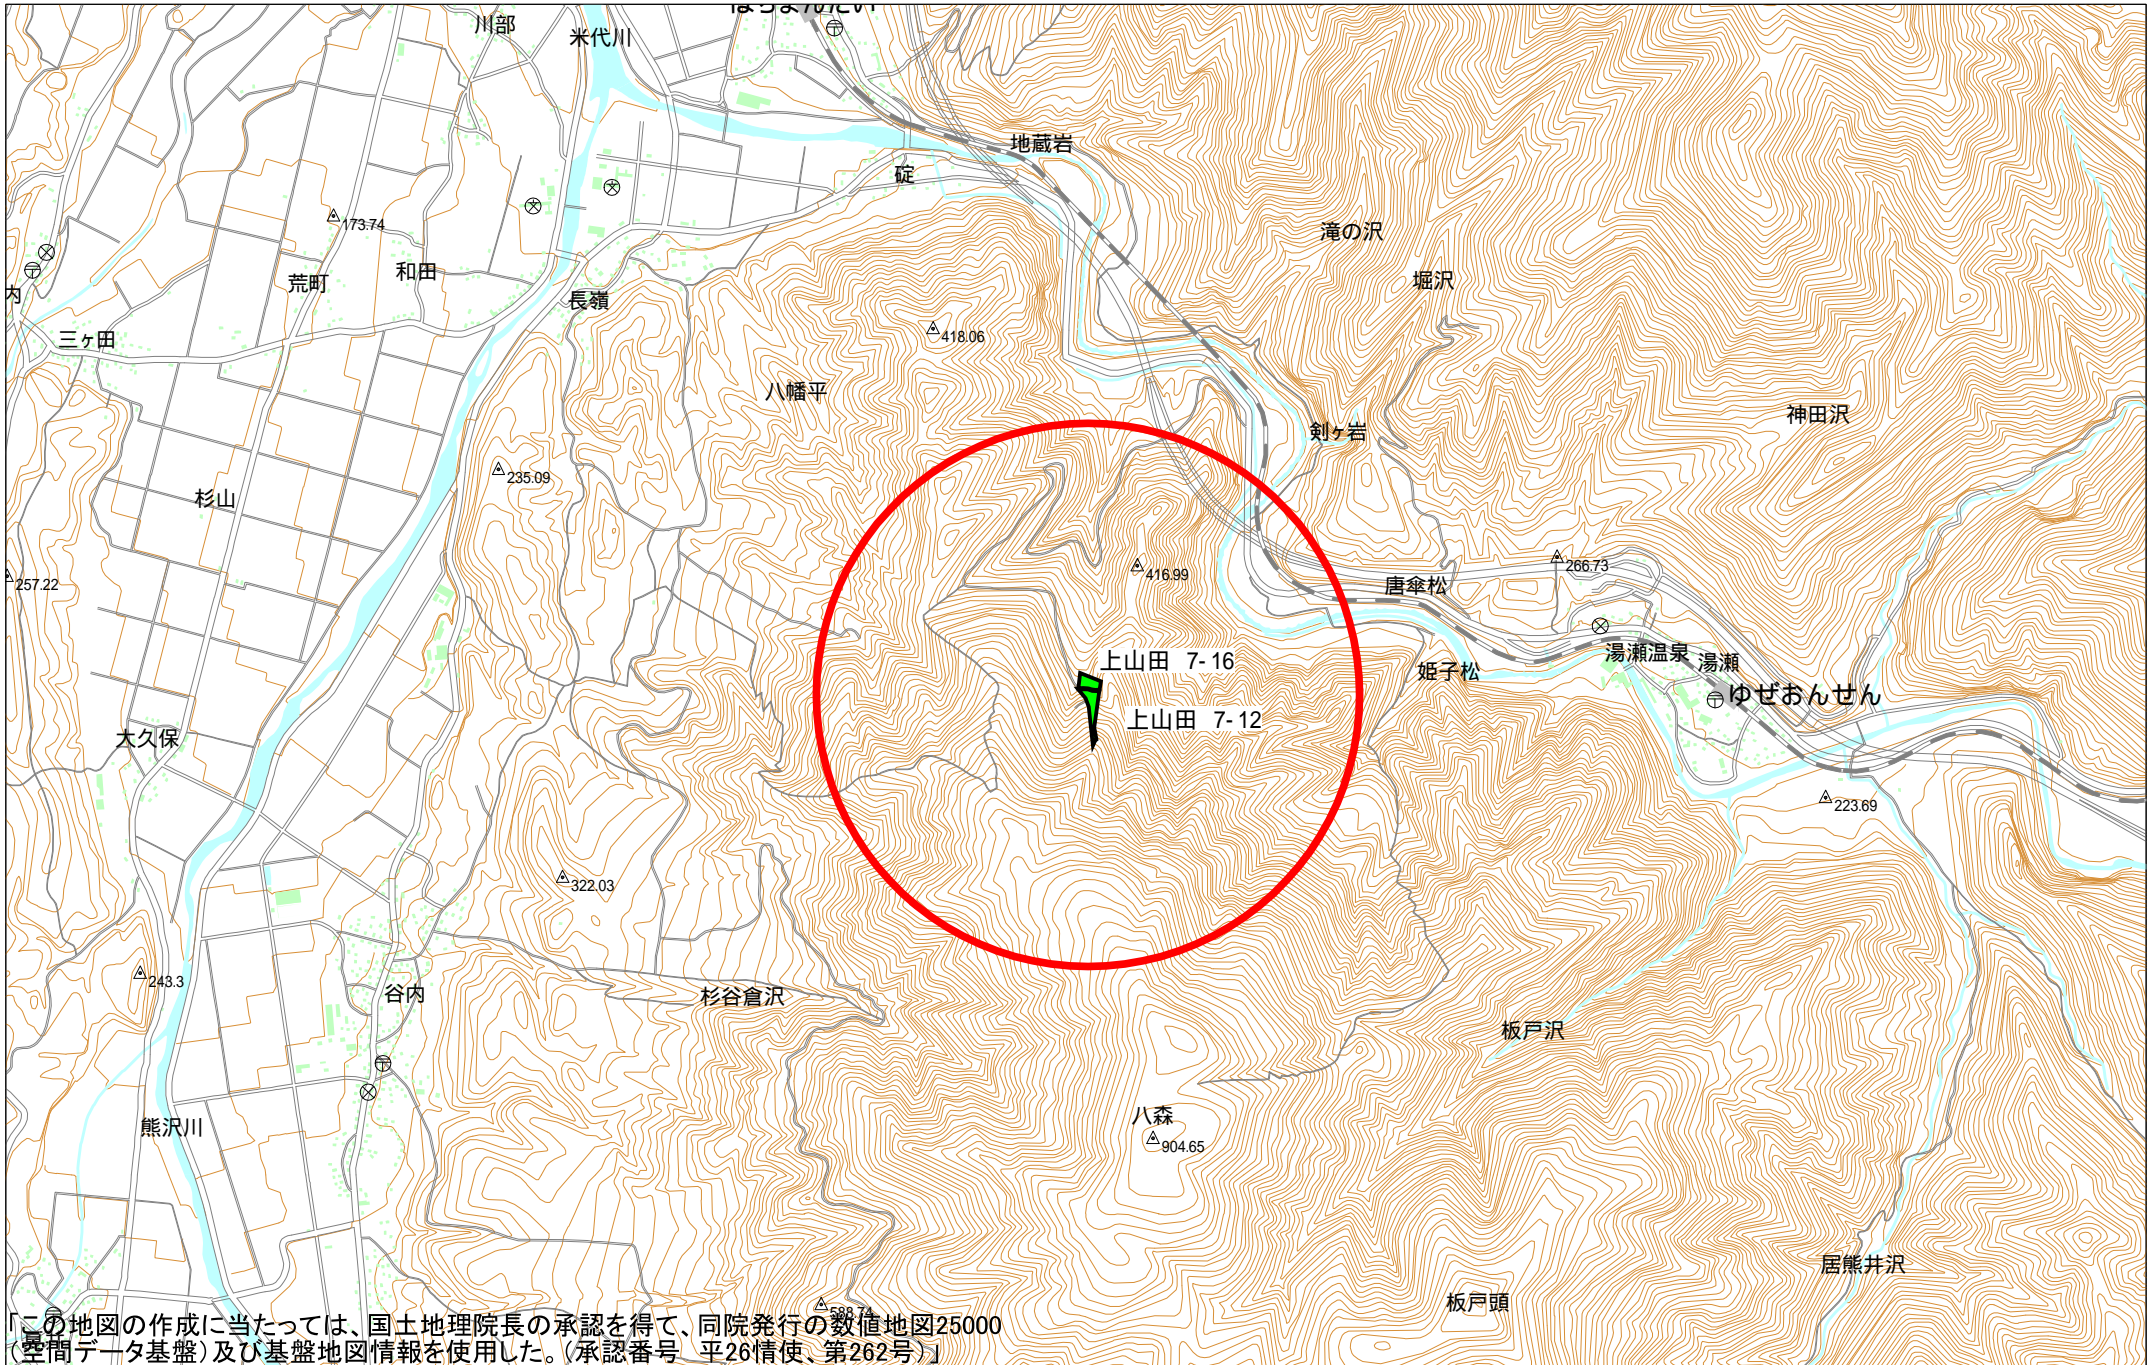 川部
米代川
地蔵岩
碇
173.74
滝の沢
荒町
和田
堀沢
内
長嶺
三ヶ田
418.06
八幡平
神田沢
剣ヶ岩
235.09
杉山
257.22
416.99
266.73
唐傘松
湯瀬温泉
湯瀬
上山田 7-16
姫子松
ゆぜおんせん
上山田 7-12
大久保
223.69
322.03
243.3
谷内
杉谷倉沢
板戸沢
八森
熊沢川
904.65
居熊井沢
板戸頭
588.74
「この地図の作成に当たっては、国土地理院長の承認を得て、同院発行の数値地図25000
(空間データ基盤)及び基盤地図情報を使用した。(承認番号 平26情使、第262号)」